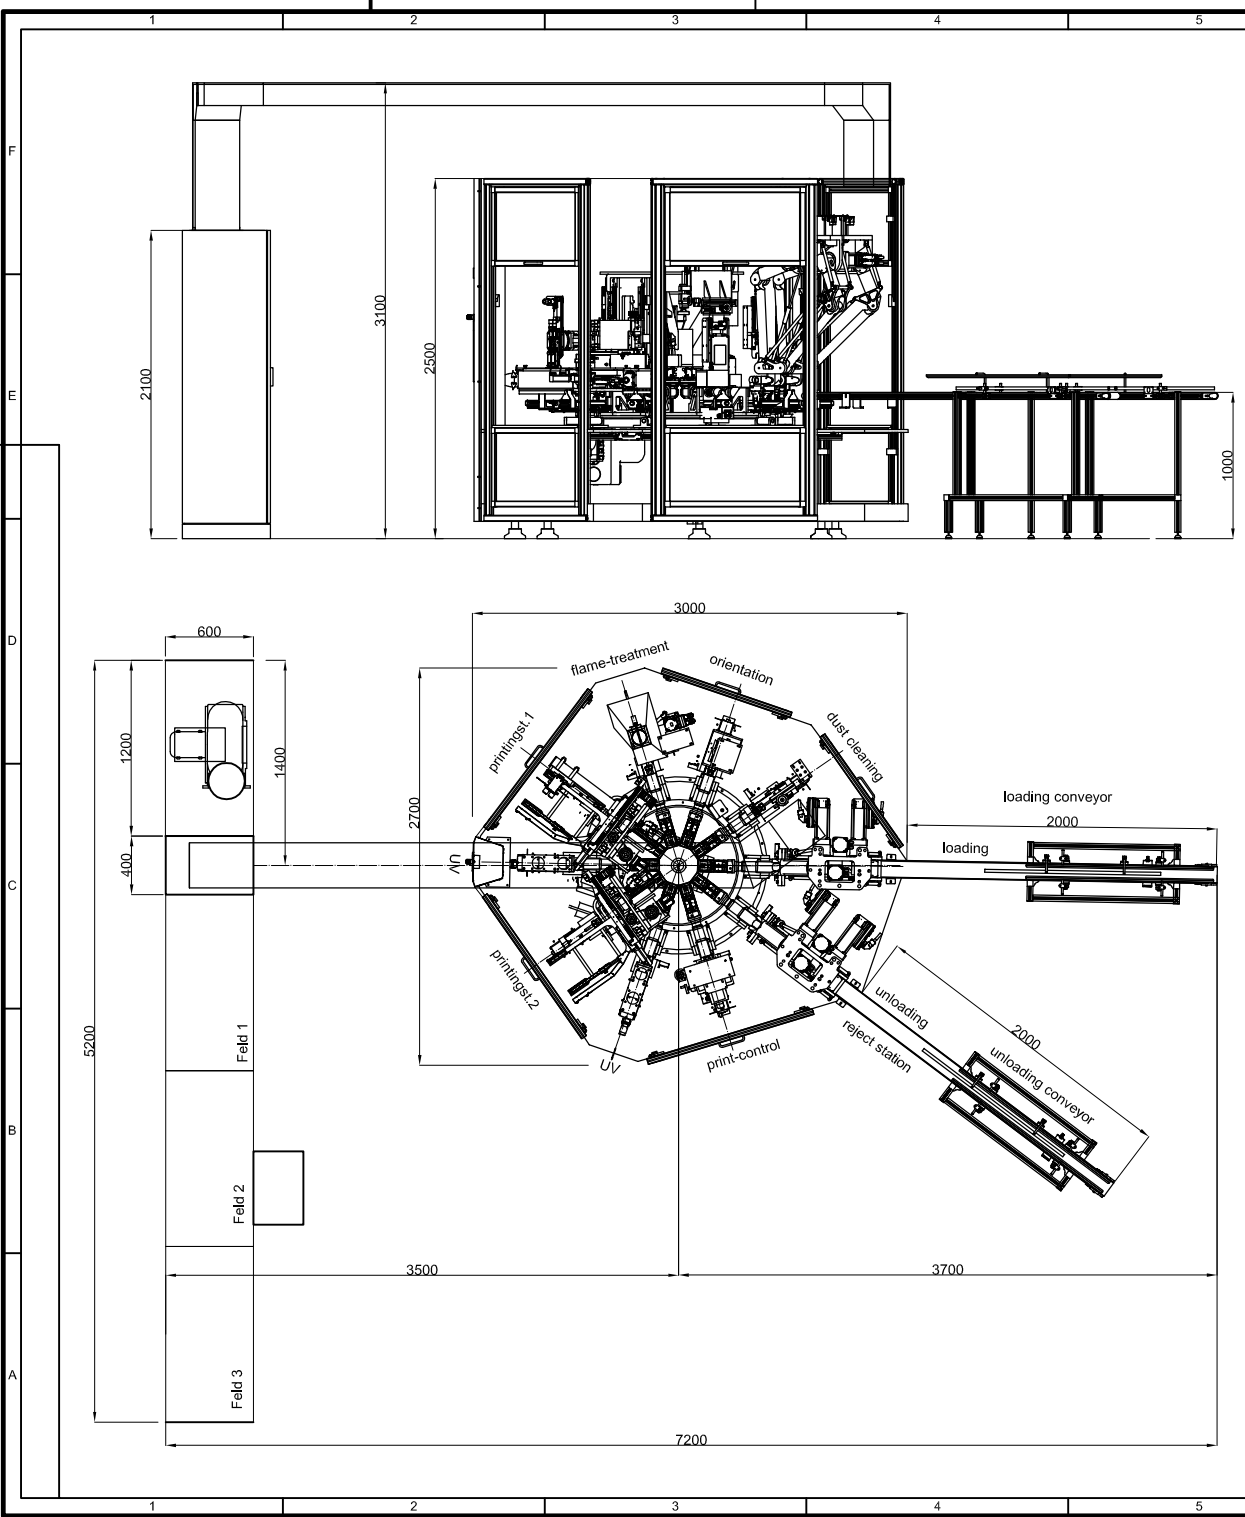 1 2 3 4 5
F
3100
2500
2100
E
1000
3000
D
600
flame-treatment
orientation
printingst.1
dust cleaning
1200
1400
2700
loading conveyor
2000
loading
400
UV
C
printingst.2
unloading
2000
reject station
unloading conveyor
5200
Feld 1
UV
print-control
B
Feld 2
3500
3700
A
Feld 3
7200
1 2 3 4 5